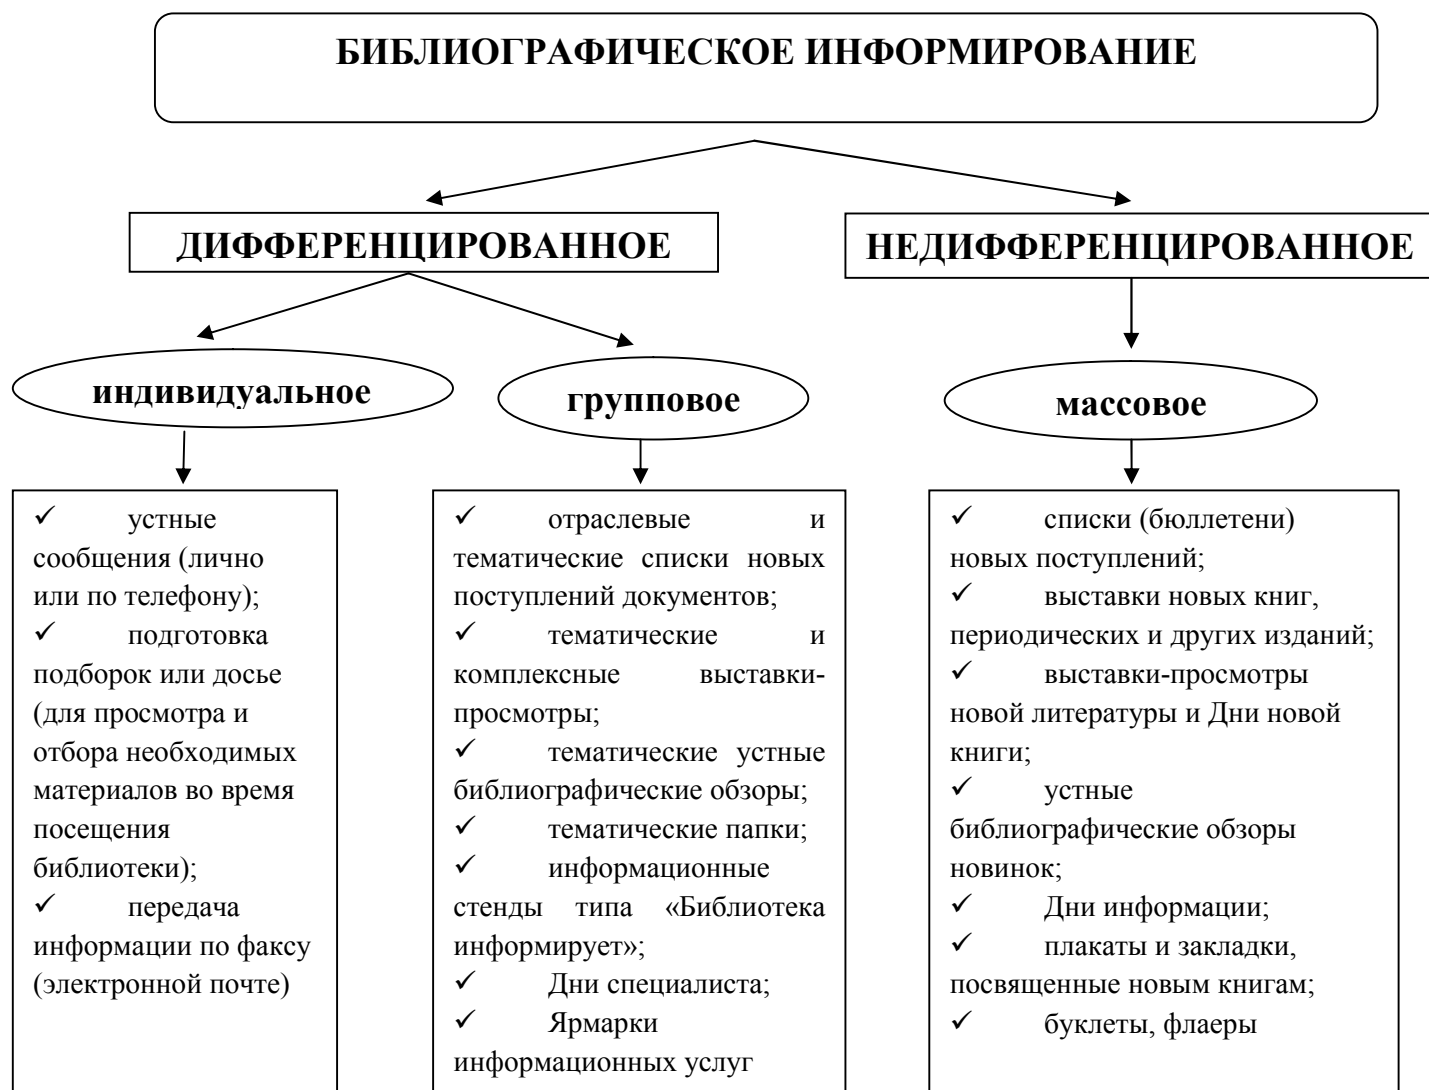 БИБЛИОГРАФИЧЕСКОЕ ИНФОРМИРОВАНИЕ
ДИФФЕРЕНЦИРОВАННОЕ
НЕДИФФЕРЕНЦИРОВАННОЕ
индивидуальное
групповое
массовое
✓ устные
сообщения (лично
или по телефону);
✓ подготовка
подборок или досье
(для просмотра и
отбора необходимых
материалов во время
посещения
библиотеки);
✓ передача
информации по факсу
(электронной почте)
✓ отраслевые и
тематические списки новых
поступлений документов;
✓ тематические и
комплексные выставки-
просмотры;
✓ тематические устные
библиографические обзоры;
✓ тематические папки;
✓ информационные
стенды типа «Библиотека
информирует»;
✓ Дни специалиста;
✓ Ярмарки
информационных услуг
✓ списки (бюллетени)
новых поступлений;
✓ выставки новых книг,
периодических и других изданий;
✓ выставки-просмотры
новой литературы и Дни новой
книги;
✓ устные
библиографические обзоры
новинок;
✓ Дни информации;
✓ плакаты и закладки,
посвященные новым книгам;
✓ буклеты, флаеры